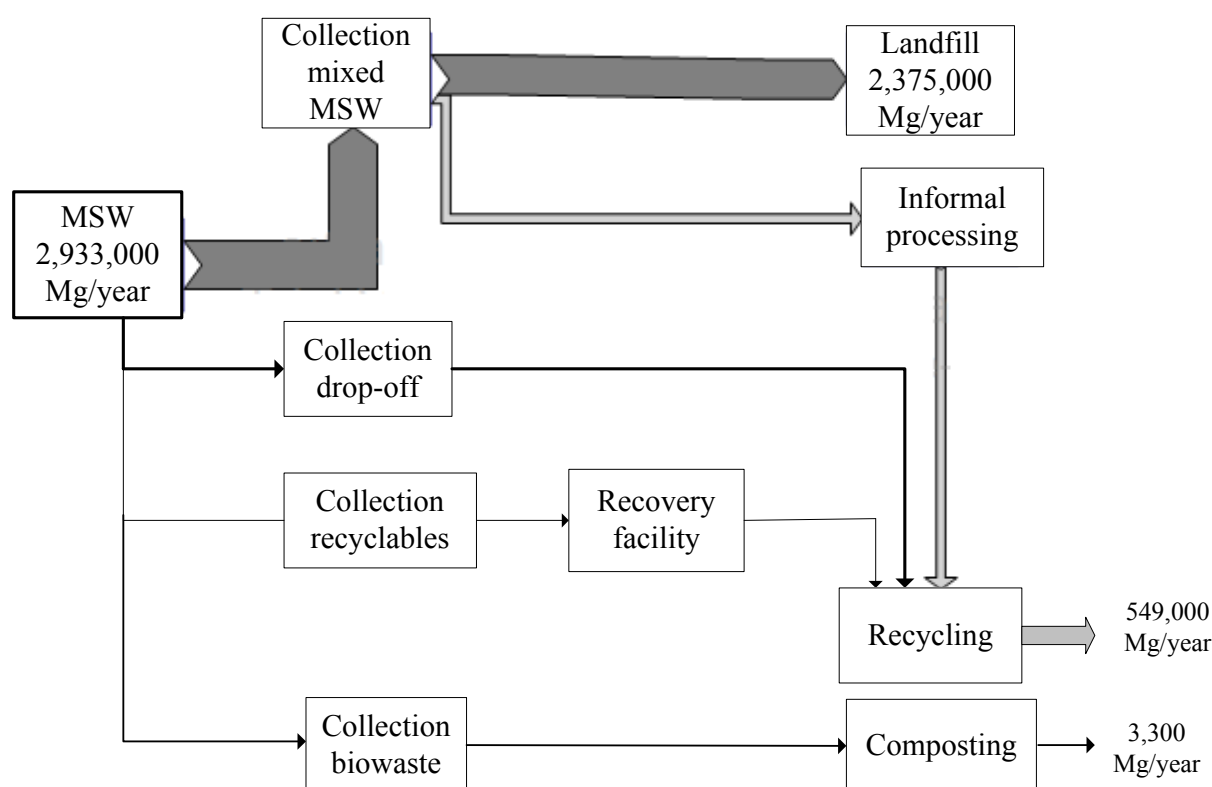 Collection
mixed
MSW
Landfill
2,375,000
Mg/year
MSW
2,933,000
Mg/year
Informal
processing
Collection
drop-off
Collection
recyclables
Recovery
facility
Recycling
549,000
Mg/year
Collection
biowaste
Composting
3,300
Mg/year